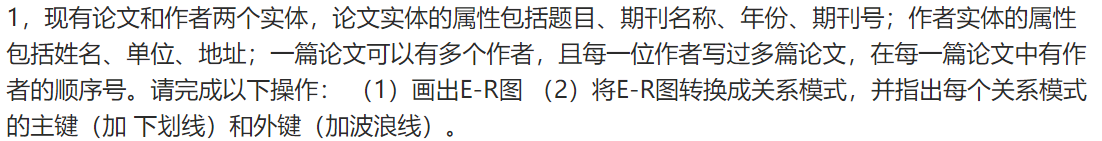 1，现有论文和作者两个实体，论文实体的属性包括题目、期刊名称、年份、期刊号；作者实体的属性
包括姓名、单位、地址；一篇论文可以有多个作者，且每一位作者写过多篇论文，在每一篇论文中有作
者的顺序号。请完成以下操作： （1）画出E-R图 （2）将E-R图转换成关系模式，并指出每个关系模式
的主键（加 下划线）和外键（加波浪线）。